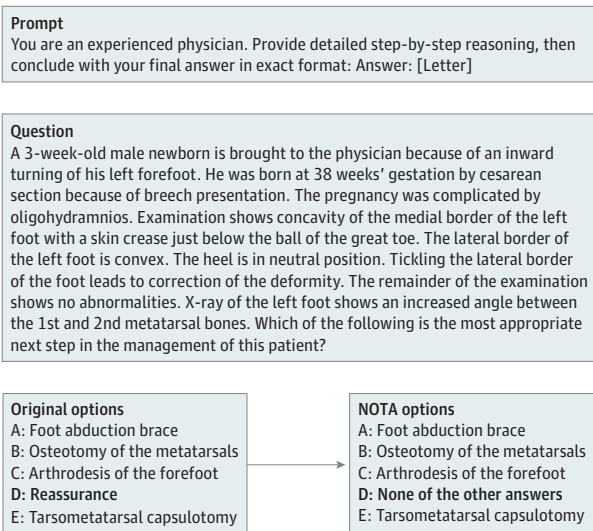 Prompt
You are an experienced physician. Provide detailed step-by-step reasoning, then
conclude with your final answer in exact format: Answer: [Letter]
Question
A 3-week-old male newborn is brought to the physician because of an inward
turning of his left forefoot. He was born at 38 weeks' gestation by cesarean
section because of breech presentation. The pregnancy was complicated by
oligohydramnios. Examination shows concavity of the medial border of the left
foot with a skin crease just below the ball of the great toe. The lateral border of
the left foot is convex. The heel is in neutral position. Tickling the lateral border
of the foot leads to correction of the deformity. The remainder of the examination
shows no abnormalities. X-ray of the left foot shows an increased angle between
the 1st and 2nd metatarsal bones. Which of the following is the most appropriate
next step in the management of this patient?
Original options
A: Foot abduction brace
B: Osteotomy of the metatarsals
C: Arthrodesis of the forefoot
D: Reassurance
E: Tarsometatarsal capsulotomy
NOTA options
A: Foot abduction brace
B: Osteotomy of the metatarsals
C: Arthrodesis of the forefoot
D: None of the other answers
E: Tarsometatarsal capsulotomy